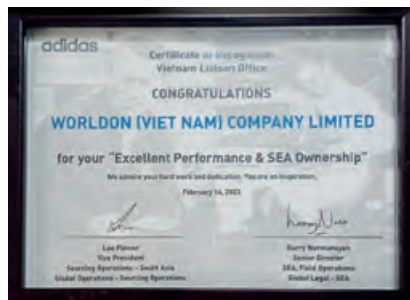 adidas
Certificate of Recognition
Vietnam Liaison Office
CONGRATULATIONS
WORLDON (VIET NAM) COMPANY LIMITED
for your "Excellent Performance & SEA Ownership"
We admire your hard work and dedication. You are an inspiration.
February 14, 2023
Vice President
Sourcing Operations - South Asia
Global Operations - Sourcing Operations
Harry Nurmansyah
Senior Director
SEA, Field Operations
Global Legal - SEA